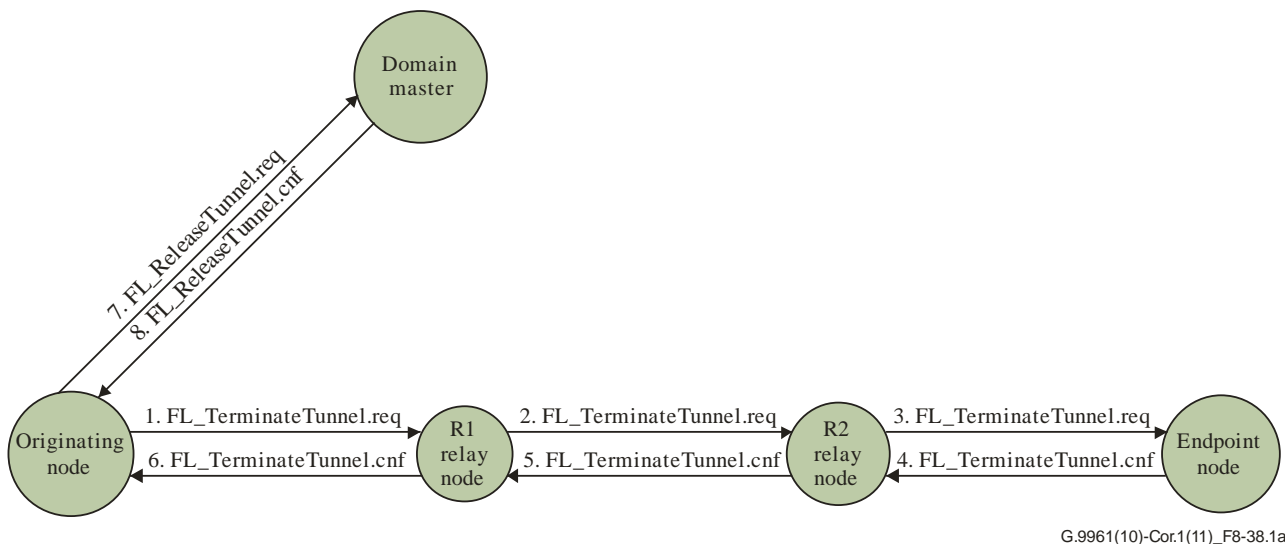 Domain
master
7. FL_ReleaseTunnel.req
8. FL_ReleaseTunnel.cnf
Originating
node
1. FL_TerminateTunnel.req
6. FL_TerminateTunnel.cnf
R1
relay
node
2. FL_TerminateTunnel.req
5. FL_TerminateTunnel.cnf
R2
relay
node
3. FL_TerminateTunnel.req
4. FL_TerminateTunnel.cnf
Endpoint
node
G.9961(10)-Cor.1(11)_F8-38.1a